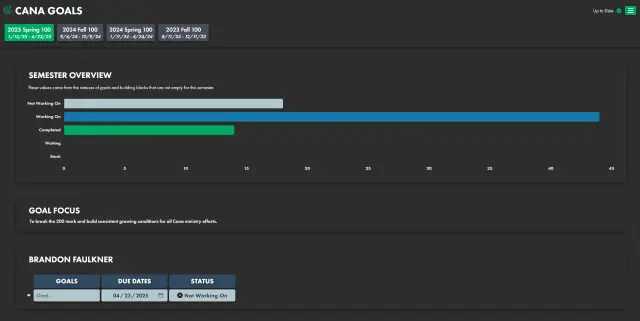 CANA GOALS
Up to Date
2025 Spring 100
1/13/25 - 4/23/25
2024 Fall 100
9/4/24 - 12/9/24
2024 Spring 100
1/11/24 - 4/24/24
2023 Fall 100
9/11/23 - 12/11/23
SEMESTER OVERVIEW
These values come from the statuses of goals and building blocks that are not empty for this semester.
Not Working On
Working On
Completed
Waiting
Stuck
0 5 10 15 20 25 30 35 40 45
GOAL FOCUS
To break the 200 mark and build consistent growing conditions for all Cana ministry efforts.
BRANDON FAULKNER
GOALS DUE DATES STATUS
Goal... 04 / 23 / 2025 Not Working On